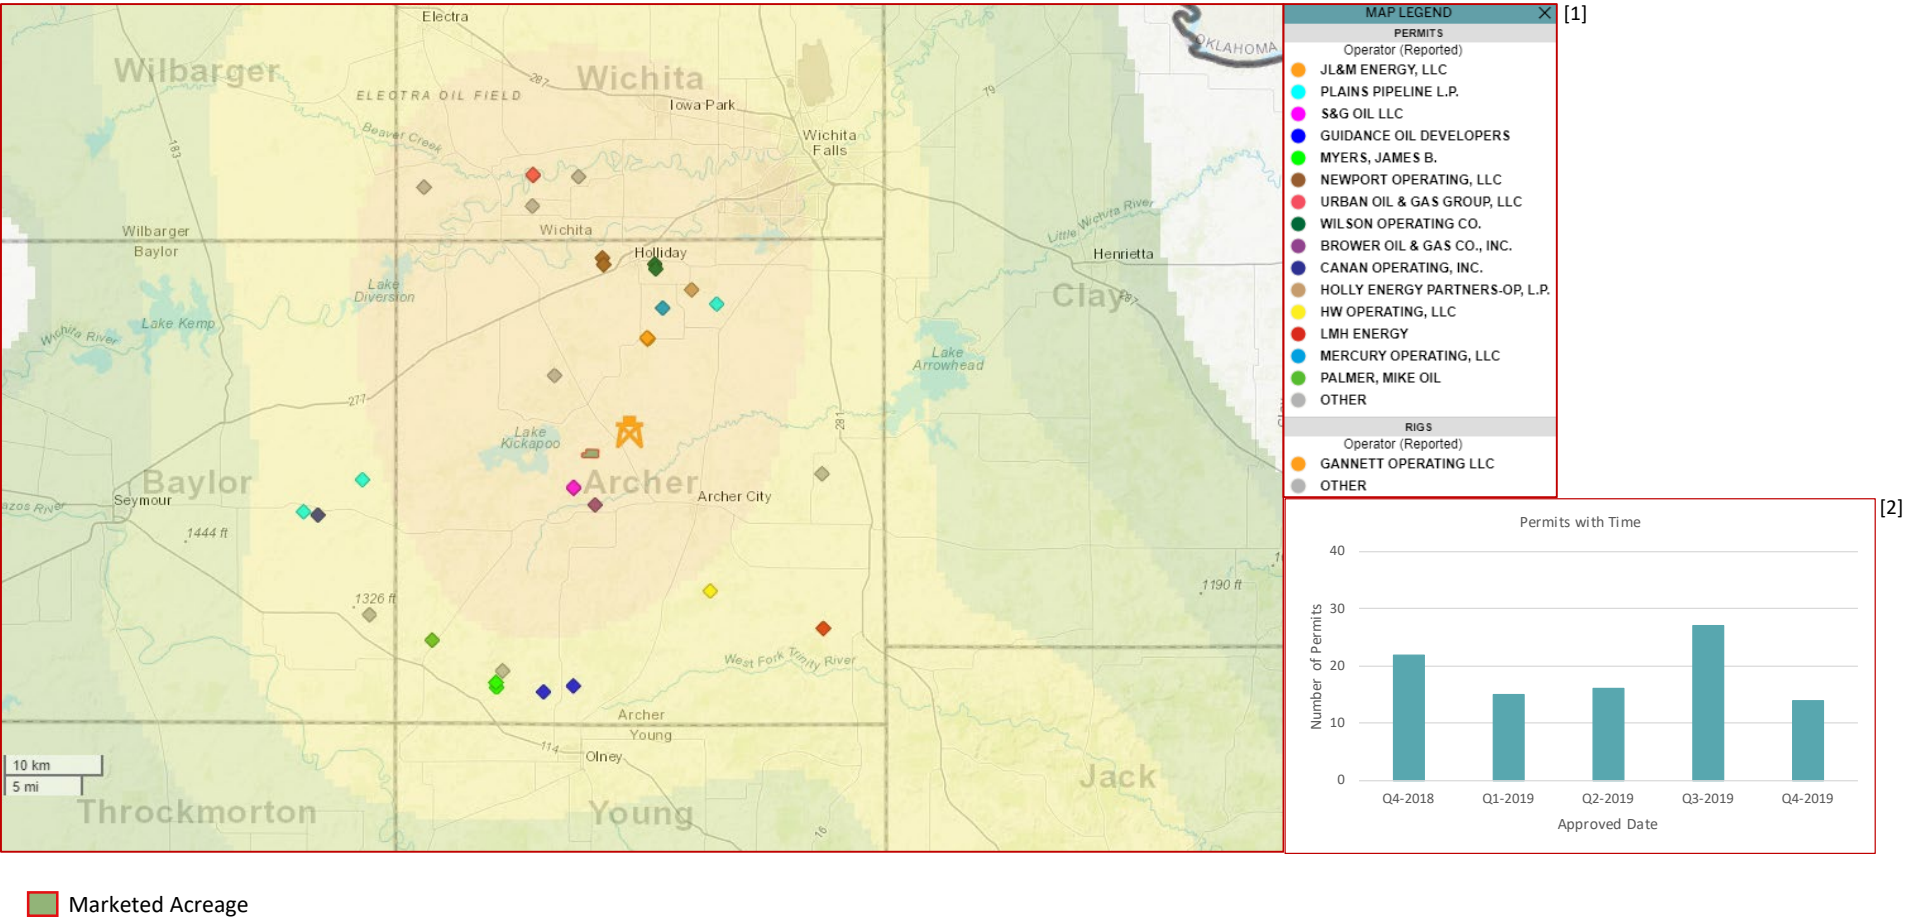 Electra
Wilbarger
Wichita
OKLAHOMA
287
79
ELECTRA OIL FIELD
Iowa Park
Beaver Creek
183
Wichita
Falls
Little Wichita River
Wilbarger
Baylor
Wichita
Holliday
Henrietta
Lake
Diversion
Clay
287
Lake Kemp
Wichita River
Lake
Arrowhead
277
281
Lake
Kickapoo
Baylor
Archer
Seymour
Archer City
azos River
1444 ft
1326 ft
1190 ft
West Fork Trinity River
Archer
Young
114
Olney
10 km
5 mi
Jack
Throckmorton
Young
16
MAP LEGEND
[1]
PERMITS
Operator (Reported)
JL&M ENERGY, LLC
PLAINS PIPELINE L.P.
S&G OIL LLC
GUIDANCE OIL DEVELOPERS
MYERS, JAMES B.
NEWPORT OPERATING, LLC
URBAN OIL & GAS GROUP, LLC
WILSON OPERATING CO.
BROWER OIL & GAS CO., INC.
CANAN OPERATING, INC.
HOLLY ENERGY PARTNERS-OP, L.P.
HW OPERATING, LLC
LMH ENERGY
MERCURY OPERATING, LLC
PALMER, MIKE OIL
OTHER
RIGS
Operator (Reported)
GANNETT OPERATING LLC
OTHER
[2]
Permits with Time
40
30
20
10
0
Number of Permits
Q4-2018 Q1-2019 Q2-2019 Q3-2019 Q4-2019
Approved Date
Marketed Acreage